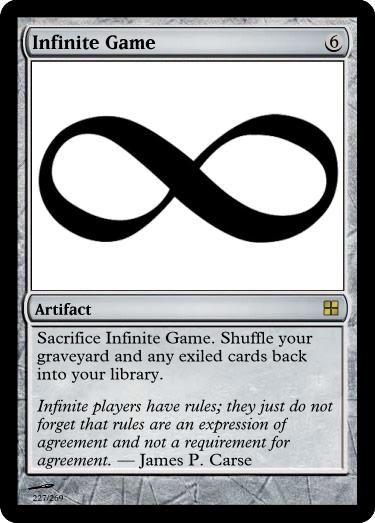 Infinite Game 6
Artifact
Sacrifice Infinite Game. Shuffle your
graveyard and any exiled cards back
into your library.
Infinite players have rules; they just do not
forget that rules are an expression of
agreement and not a requirement for
agreement. — James P. Carse
227/269